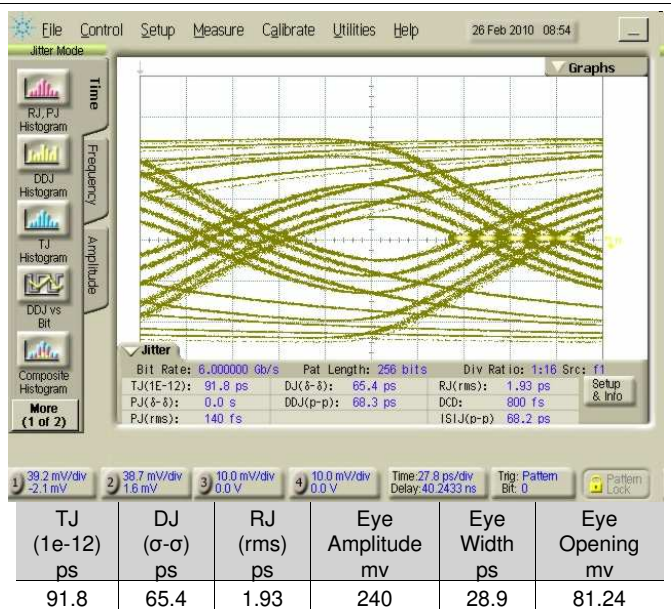 File Control Setup Measure Calibrate Utilities Help 26 Feb 2010 08:54
Jitter Mode
Graphs
Time
Frequency
Amplitude
RJ, PJ
Histogram
DDJ
Histogram
TJ
Histogram
DDJ vs
Bit
Composite
Histogram
More
(1 of 2)
Jitter
Bit Rate: 6.000000 Gb/s Pat Length: 256 bits Div Ratio: 1:16 Src: f1
TJ(1E-12): 91.8 ps DJ(δ-δ): 65.4 ps RJ(rms): 1.93 ps
PJ(δ-δ): 0.0 s DDJ(p-p): 68.3 ps DCD: 800 fs
PJ(rms): 140 fs ISIJ(p-p) 68.2 ps
Setup
& Info
1) 39.2 mV/div 2) 38.7 mV/div 3) 10.0 mV/div 4) 10.0 mV/div Time:27.8 ps/div Trig: Pattern Pattern
-2.1 mV 1.6 mV 0.0 V 0.0 V Delay:40.2433 ns Bit: 0 Lock
TJ DJ RJ Eye Eye Eye
(1e-12) (σ-σ) (rms) Amplitude Width Opening
ps ps ps mv ps mv
91.8 65.4 1.93 240 28.9 81.24